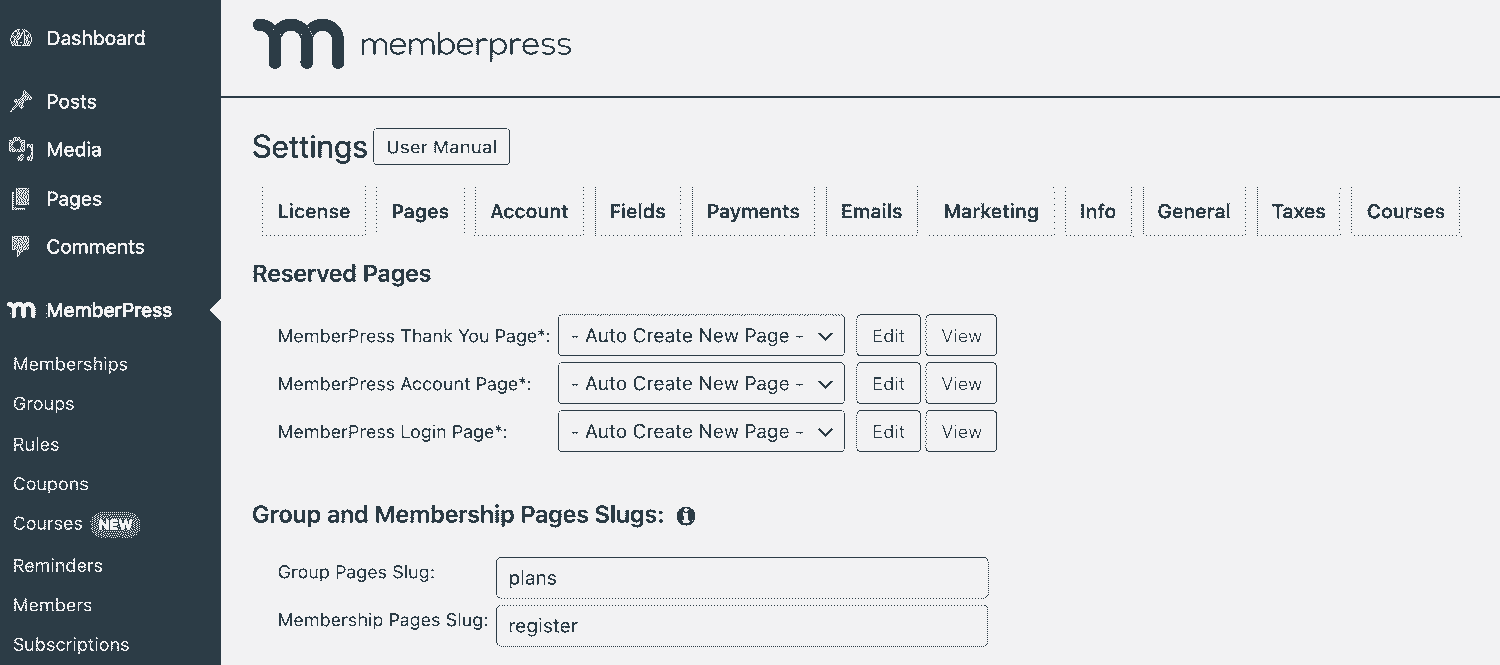 Dashboard
Posts
Media
Pages
Comments
MemberPress
Memberships
Groups
Rules
Coupons
Courses NEW
Reminders
Members
Subscriptions
memberpress
Settings User Manual
License Pages Account Fields Payments Emails Marketing Info General Taxes Courses
Reserved Pages
MemberPress Thank You Page*: - Auto Create New Page - Edit View
MemberPress Account Page*: - Auto Create New Page - Edit View
MemberPress Login Page*: - Auto Create New Page - Edit View
Group and Membership Pages Slugs:
Group Pages Slug: plans
Membership Pages Slug: register